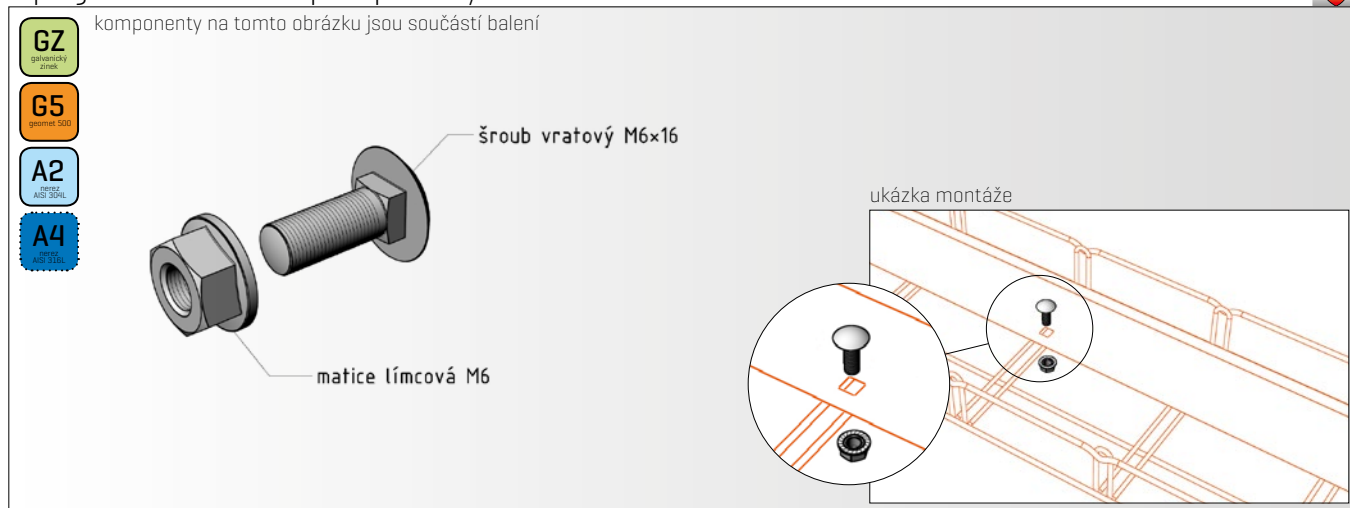 komponenty na tomto obrázku jsou součástí balení
GZ
galvanický
zinek
G5
geomet 500
A2
nerez
AISI 304L
A4
nerez
AISI 316L
šroub vratový M6×16
matice límcová M6
ukázka montáže